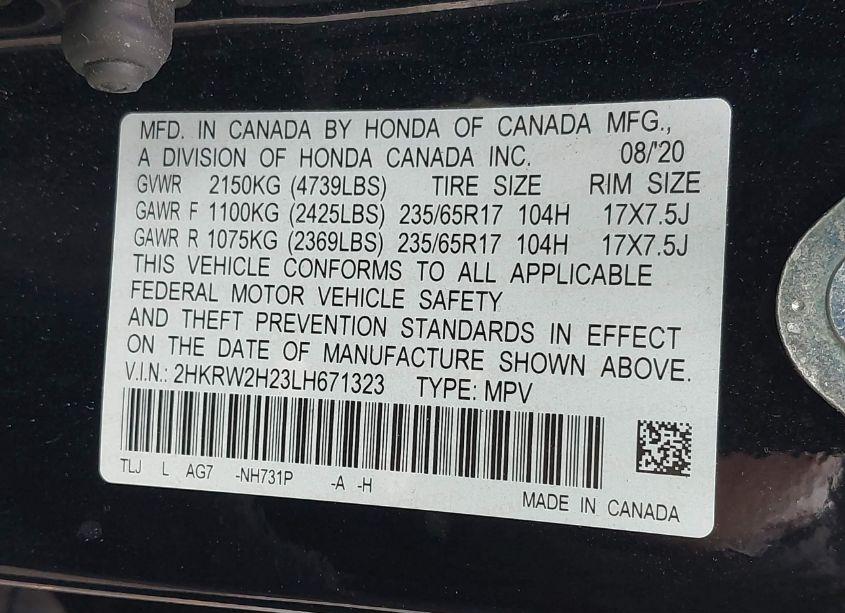 MFD. IN CANADA BY HONDA OF CANADA MFG.,
A DIVISION OF HONDA CANADA INC. 08/'20
GVWR 2150KG (4739LBS) TIRE SIZE RIM SIZE
GAWR F 1100KG (2425LBS) 235/65R17 104H 17X7.5J
GAWR R 1075KG (2369LBS) 235/65R17 104H 17X7.5J
THIS VEHICLE CONFORMS TO ALL APPLICABLE
FEDERAL MOTOR VEHICLE SAFETY
AND THEFT PREVENTION STANDARDS IN EFFECT
ON THE DATE OF MANUFACTURE SHOWN ABOVE.
V.I.N.: 2HKRW2H23LH671323 TYPE: MPV
TLJ L AG7 -NH731P -A -H
MADE IN CANADA